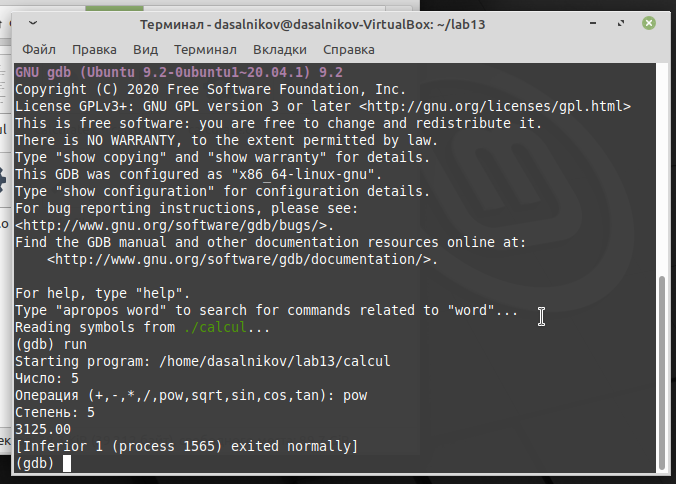 Терминал - dasalnikov@dasalnikov-VirtualBox: ~/lab13
Файл Правка Вид Терминал Вкладки Справка
GNU gdb (Ubuntu 9.2-0ubuntu1~20.04.1) 9.2
Copyright (C) 2020 Free Software Foundation, Inc.
License GPLv3+: GNU GPL version 3 or later <http://gnu.org/licenses/gpl.html>
This is free software: you are free to change and redistribute it.
There is NO WARRANTY, to the extent permitted by law.
Type "show copying" and "show warranty" for details.
This GDB was configured as "x86_64-linux-gnu".
Type "show configuration" for configuration details.
For bug reporting instructions, please see:
<http://www.gnu.org/software/gdb/bugs/>.
Find the GDB manual and other documentation resources online at:
    <http://www.gnu.org/software/gdb/documentation/>.
For help, type "help".
Type "apropos word" to search for commands related to "word"...
Reading symbols from ./calcul...
(gdb) run
Starting program: /home/dasalnikov/lab13/calcul
Число: 5
Операция (+,-,*,/,pow,sqrt,sin,cos,tan): pow
Степень: 5
3125.00
[Inferior 1 (process 1565) exited normally]
(gdb)